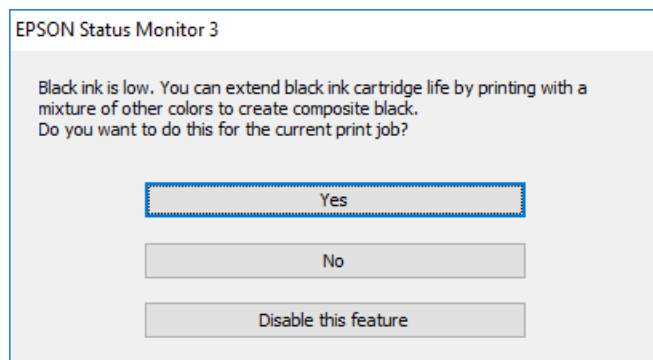 EPSON Status Monitor 3
Black ink is low. You can extend black ink cartridge life by printing with a
mixture of other colors to create composite black.
Do you want to do this for the current print job?
Yes
No
Disable this feature